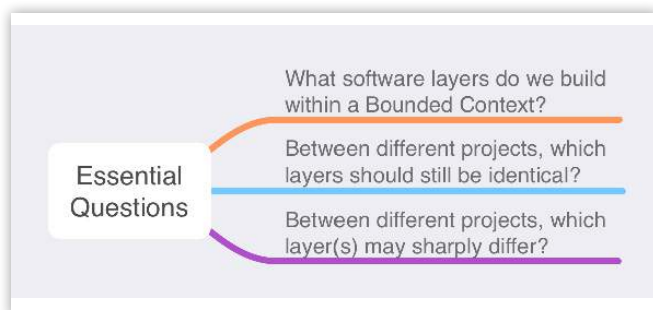 Essential
Questions
What software layers do we build
within a Bounded Context?
Between different projects, which
layers should still be identical?
Between different projects, which
layer(s) may sharply differ?